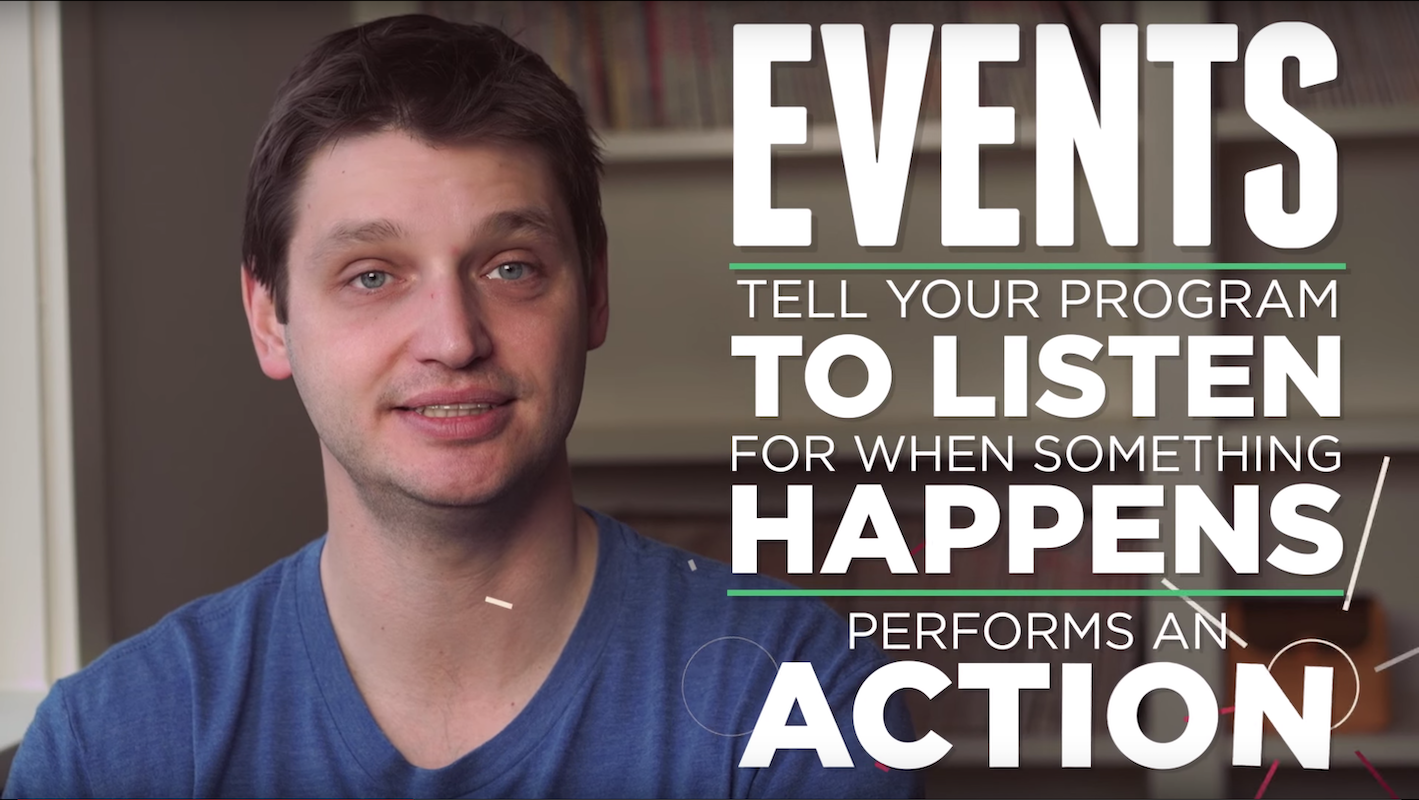 EVENTS
TELL YOUR PROGRAM
TO LISTEN
FOR WHEN SOMETHING
HAPPENS
PERFORMS AN
ACTION